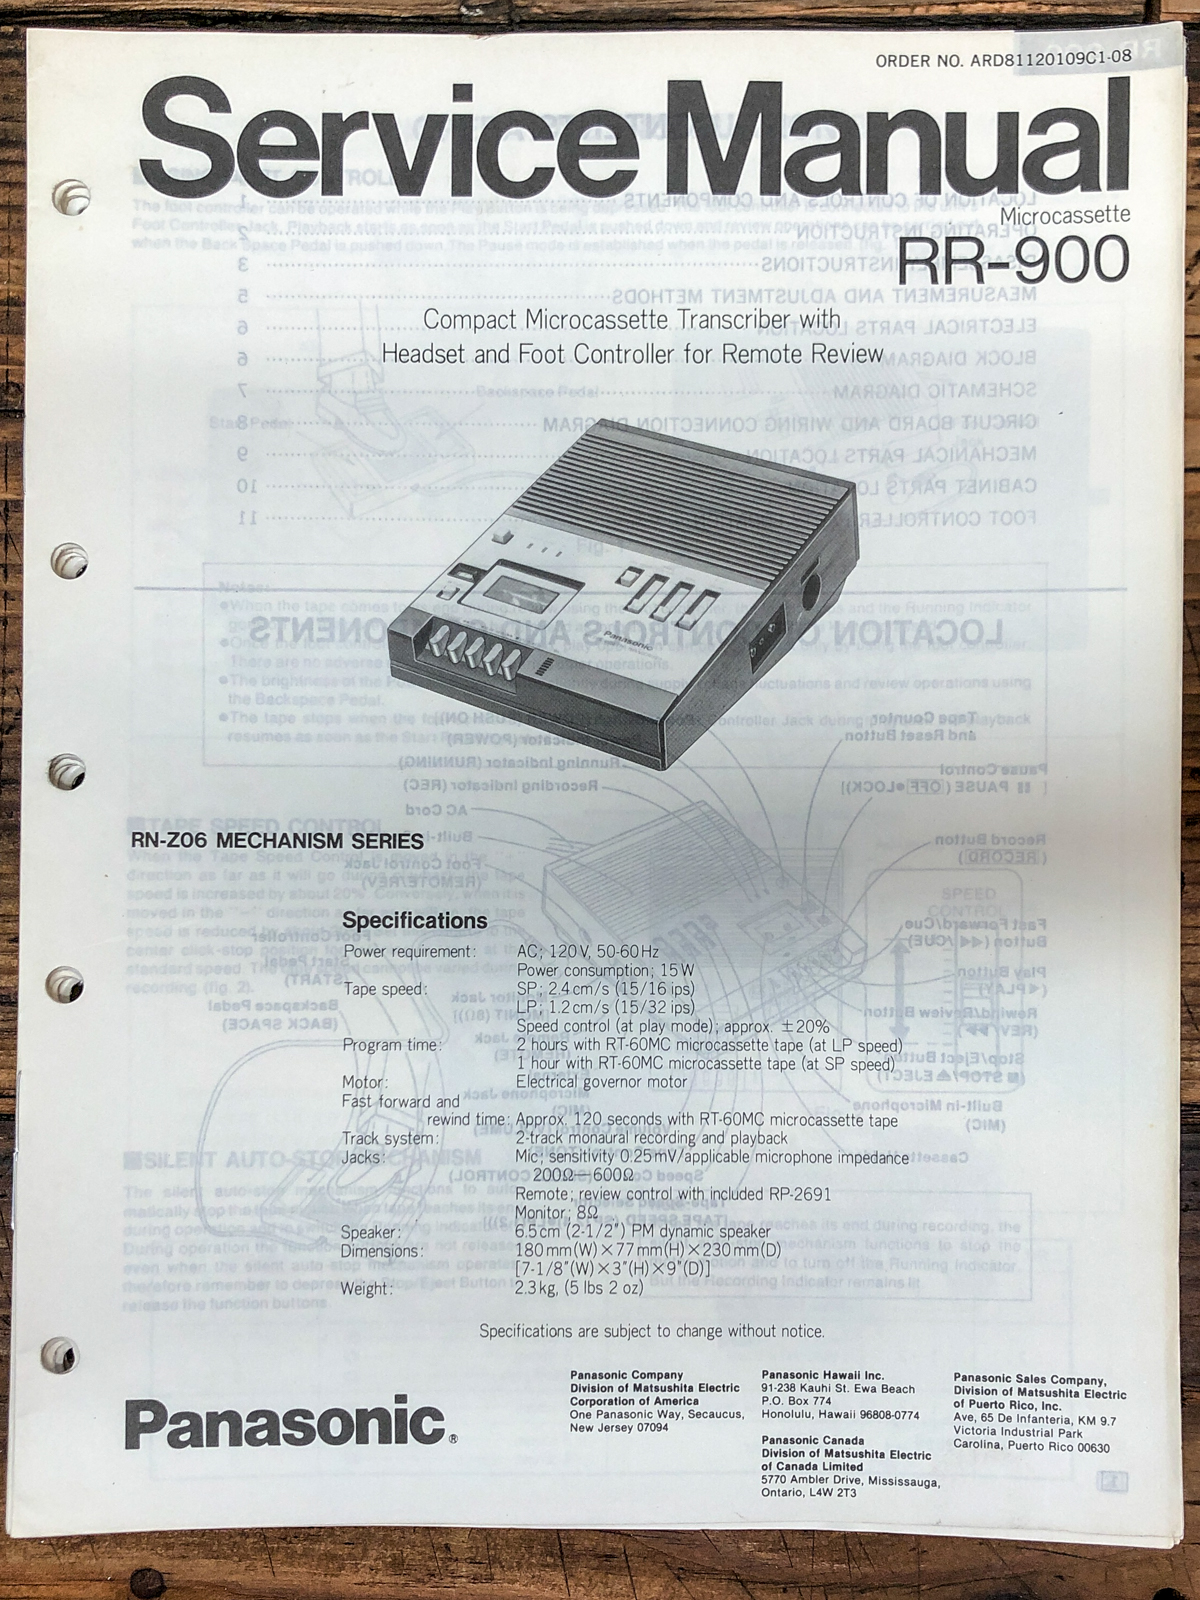 ORDER NO. ARD81120109C1-08
Service Manual
Microcassette
RR-900
Compact Microcassette Transcriber with
Headset and Foot Controller for Remote Review
Panasonic
RN-Z06 MECHANISM SERIES
Specifications
Power requirement: AC; 120V, 50-60Hz
Power consumption; 15W
Tape speed: SP; 2.4cm/s (15/16 ips)
LP; 1.2cm/s (15/32 ips)
Speed control (at play mode); approx. ±20%
Program time: 2 hours with RT-60MC microcassette tape (at LP speed)
1 hour with RT-60MC microcassette tape (at SP speed)
Motor: Electrical governor motor
Fast forward and
rewind time: Approx. 120 seconds with RT-60MC microcassette tape
Track system: 2-track monaural recording and playback
Jacks: Mic; sensitivity 0.25mV/applicable microphone impedance
200Ω—600Ω
Remote; review control with included RP-2691
Monitor; 8Ω
Speaker: 6.5cm (2-1/2") PM dynamic speaker
Dimensions: 180mm(W)×77mm(H)×230mm(D)
[7-1/8"(W)×3"(H)×9"(D)]
Weight: 2.3kg, (5 lbs 2 oz)
Specifications are subject to change without notice.
Panasonic®
Panasonic Company
Division of Matsushita Electric
Corporation of America
One Panasonic Way, Secaucus,
New Jersey 07094
Panasonic Hawaii Inc.
91-238 Kauhi St. Ewa Beach
P.O. Box 774
Honolulu, Hawaii 96808-0774
Panasonic Canada
Division of Matsushita Electric
of Canada Limited
5770 Ambler Drive, Mississauga,
Ontario, L4W 2T3
Panasonic Sales Company,
Division of Matsushita Electric
of Puerto Rico, Inc.
Ave, 65 De Infanteria, KM 9.7
Victoria Industrial Park
Carolina, Puerto Rico 00630